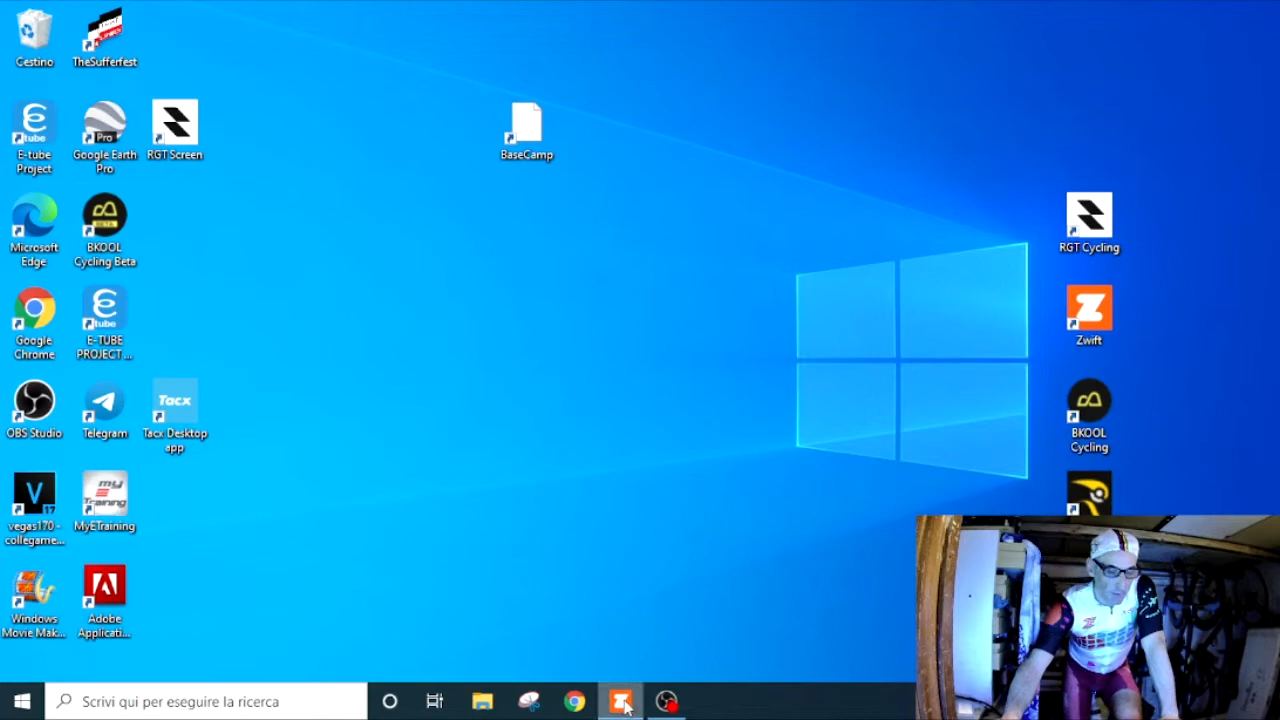 Cestino
TheSufferfest
E-tube
Project
Google Earth
Pro
RGT Screen
BaseCamp
Microsoft
Edge
BKOOL
Cycling Beta
RGT Cycling
Google
Chrome
E-TUBE
PROJECT ...
Zwift
OBS Studio
Telegram
Tacx
Tacx Desktop
app
BKOOL
Cycling
vegas170 -
collegame...
MyETraining
Windows
Movie Mak...
Adobe
Applicati...
Scrivi qui per eseguire la ricerca